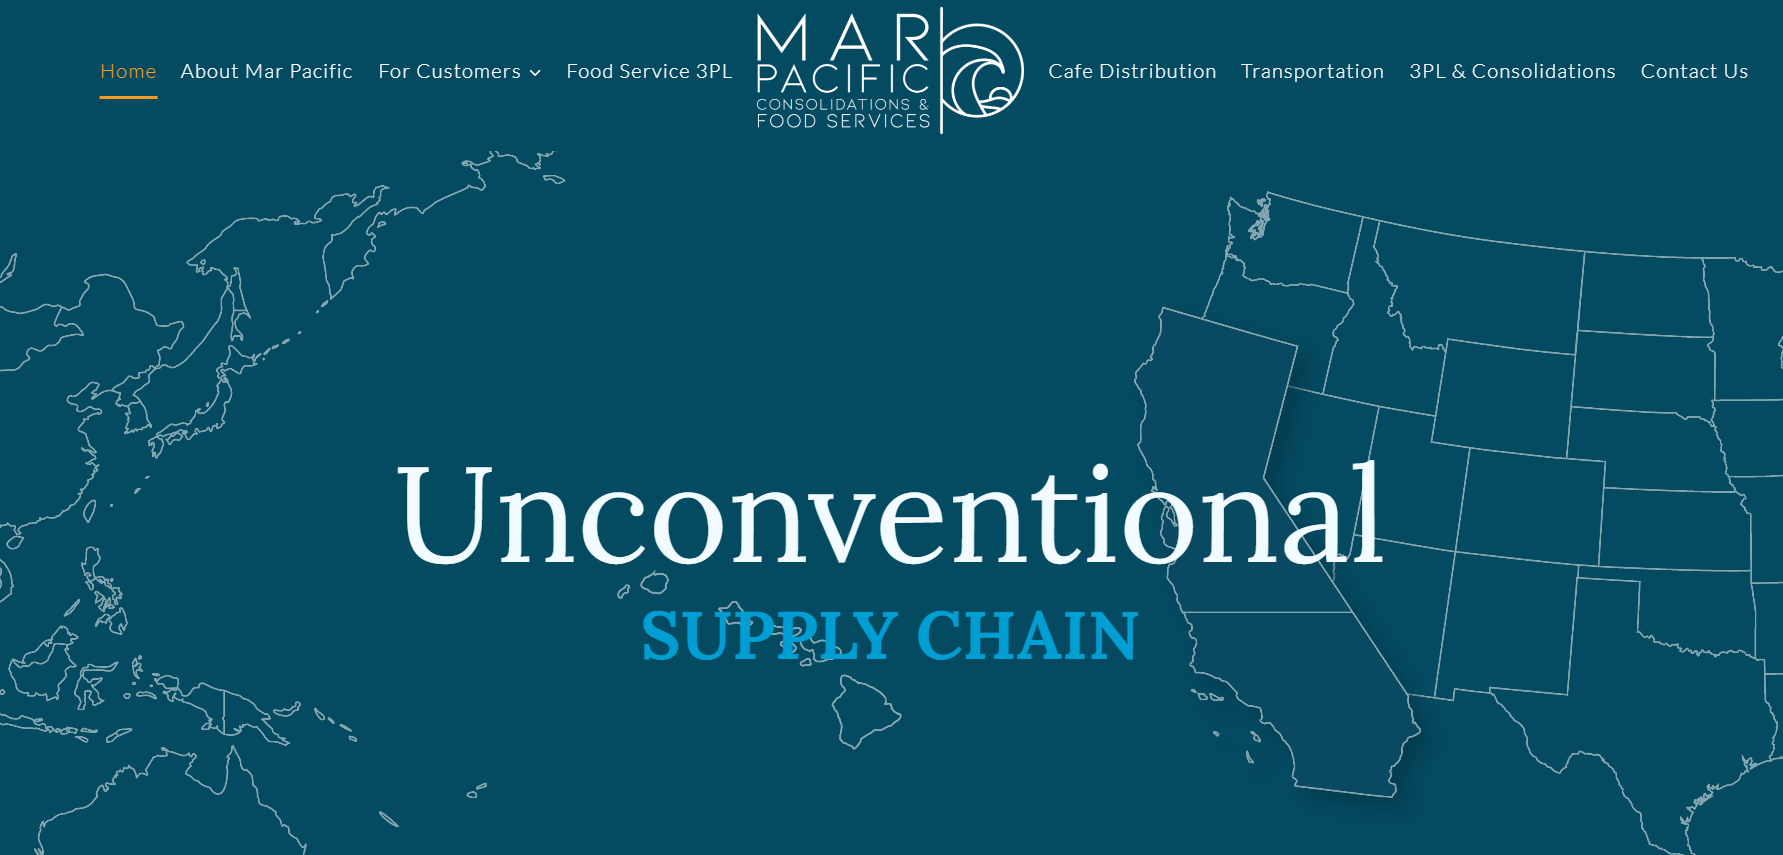 Home
About Mar Pacific
For Customers
Food Service 3PL
MAR
PACIFIC
CONSOLIDATIONS &
FOOD SERVICES
Cafe Distribution
Transportation
3PL & Consolidations
Contact Us
Unconventional
SUPPLY CHAIN